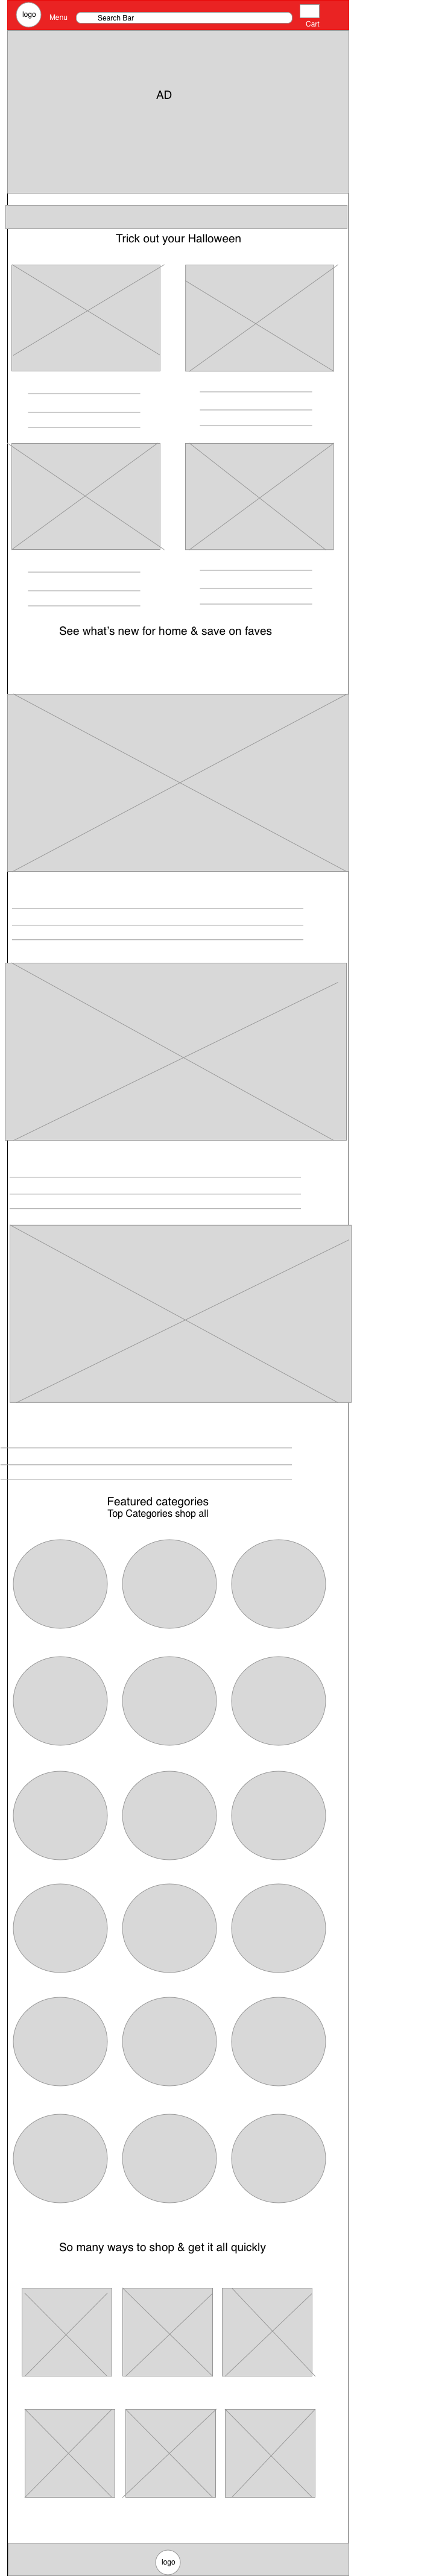 logo
Menu
Search Bar
Cart
AD
Trick out your Halloween
See what's new for home & save on faves
Featured categories
Top Categories shop all
So many ways to shop & get it all quickly
logo